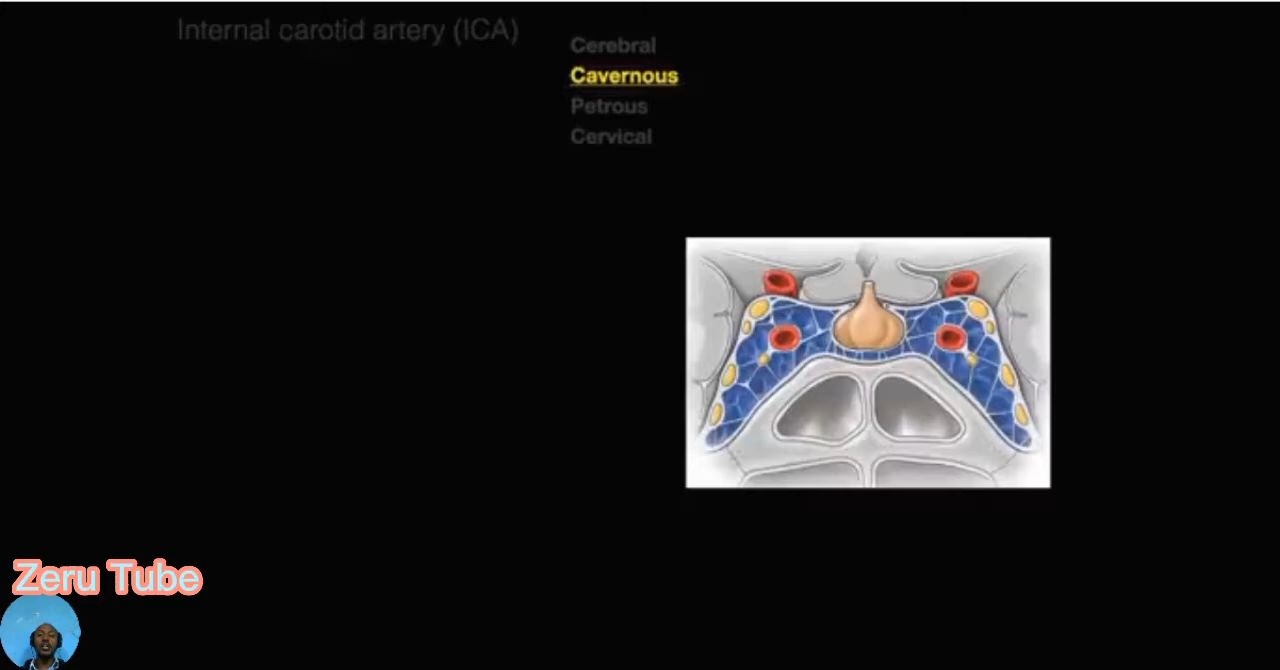 Internal carotid artery (ICA)
Cerebral
Cavernous
Petrous
Cervical
Zeru Tube